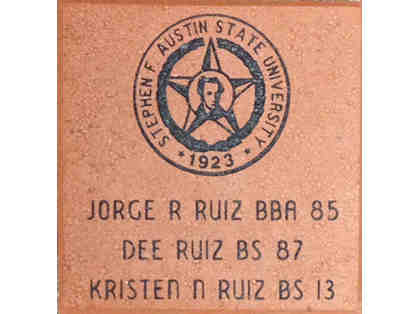 STEPHEN F. AUSTIN STATE UNIVERSITY
* 1923 *
JORGE R RUIZ BBA 85
DEE RUIZ BS 87
KRISTEN N RUIZ BS 13